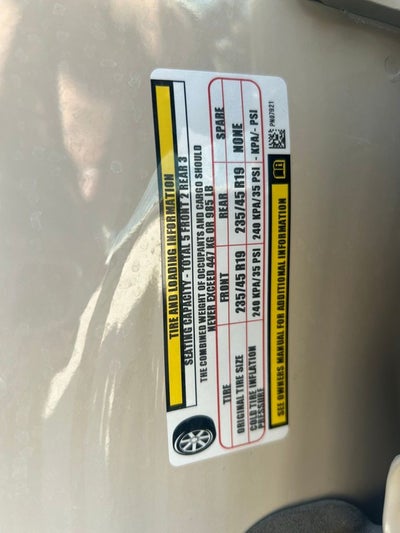 TIRE AND LOADING INFORMATION
SEATING CAPACITY - TOTAL 5 FRONT 2 REAR 3
THE COMBINED WEIGHT OF OCCUPANTS AND CARGO SHOULD
NEVER EXCEED 447 KG OR 985 LB
TIRE FRONT REAR SPARE
ORIGINAL TIRE SIZE 235/45 R19 235/45 R19 NONE
COLD TIRE INFLATION PRESSURE 240 KPA/35 PSI 240 KPA/35 PSI - KPA/- PSI
SEE OWNERS MANUAL FOR ADDITIONAL INFORMATION
PN07921